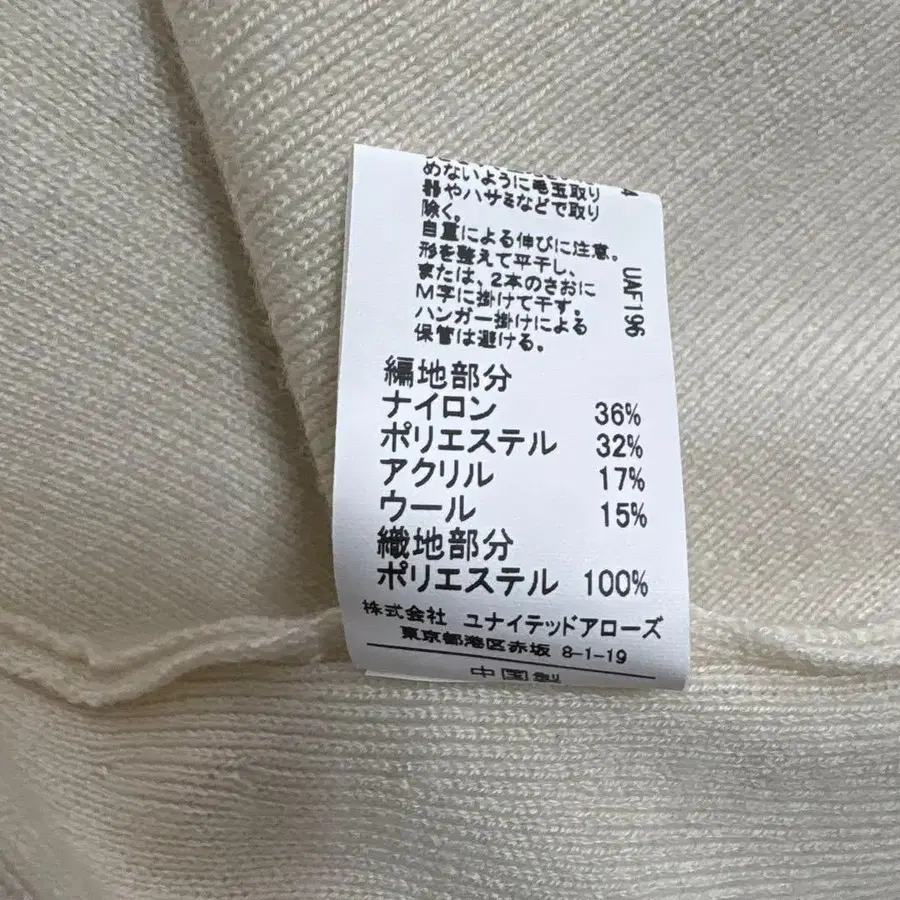 めないように毛玉取り
器やハサミなどで取り
除く。
自重による伸びに注意。
形を整えて平干し、
または、2本のさおに
M字に掛けて干す。
ハンガー掛けによる
保管は避ける。
UAF196
編地部分
ナイロン 36%
ポリエステル 32%
アクリル 17%
ウール 15%
織地部分
ポリエステル 100%
株式会社 ユナイテッドアローズ
東京都港区赤坂 8-1-19
中国製